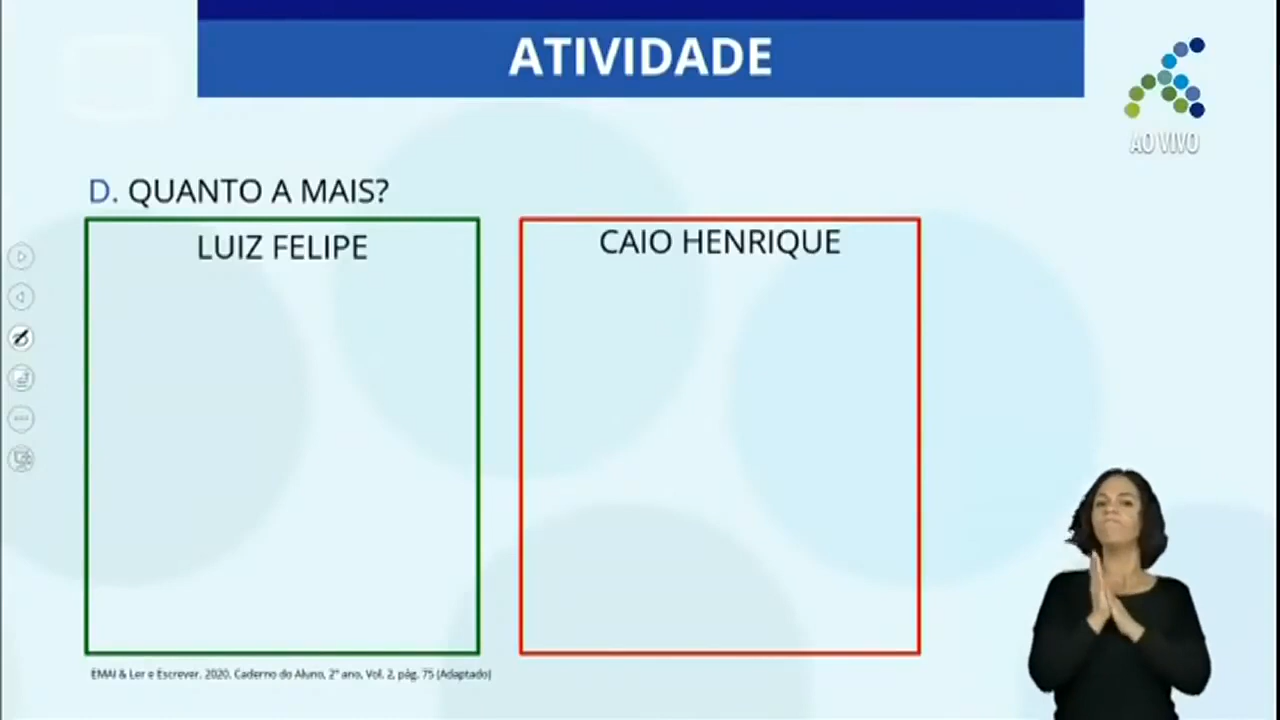 ATIVIDADE
AO VIVO
D. QUANTO A MAIS?
LUIZ FELIPE
CAIO HENRIQUE
EMAI & Ler e Escrever. 2020. Caderno do Aluno, 2° ano, Vol. 2, pág. 75 (Adaptado)